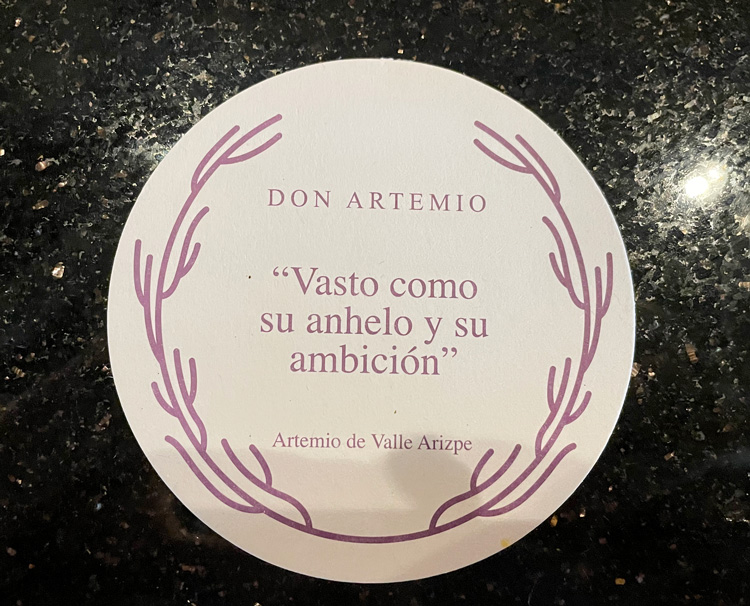 DON ARTEMIO
“Vasto como
su anhelo y su
ambición”
Artemio de Valle Arizpe